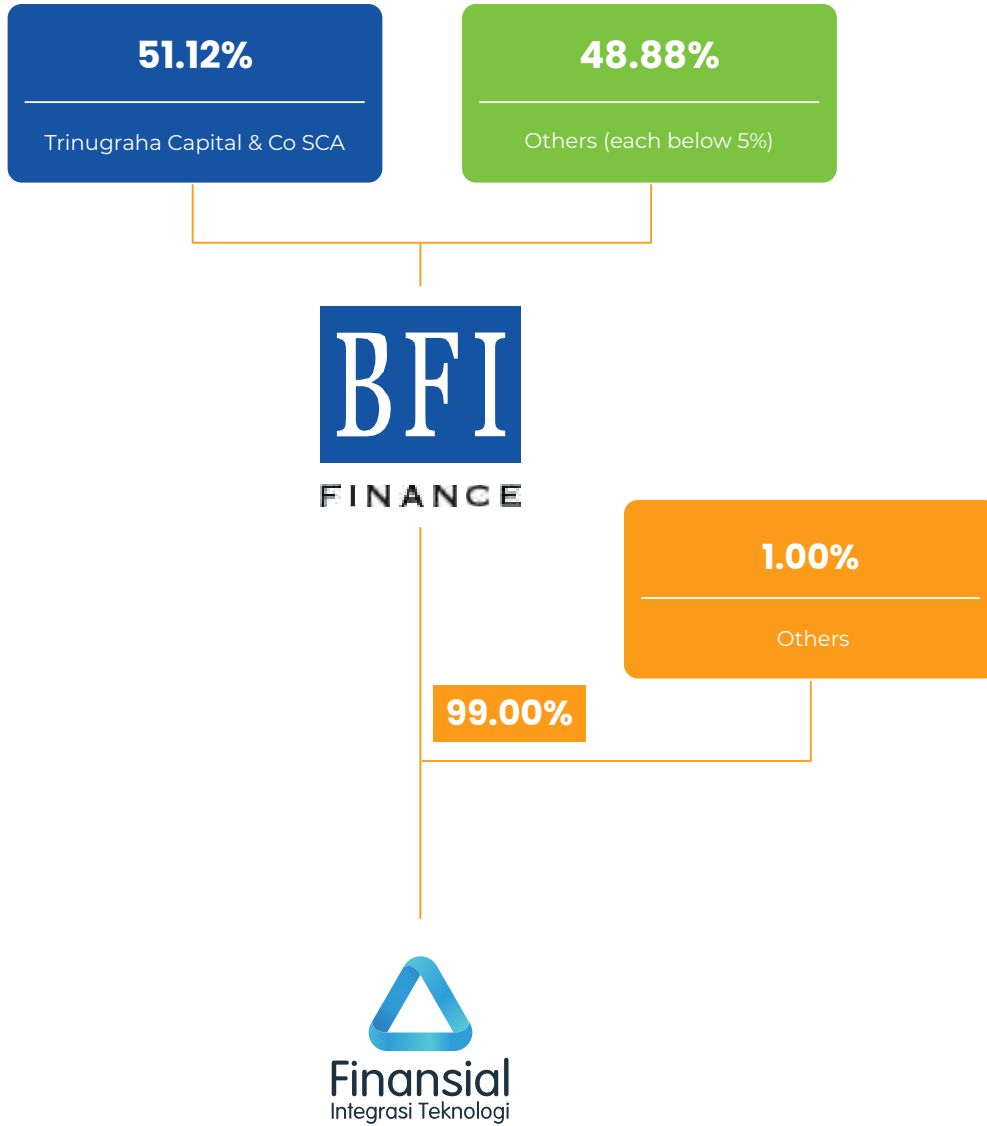 51.12%
Trinugraha Capital & Co SCA
48.88%
Others (each below 5%)
BFI
FINANCE
1.00%
Others
99.00%
Finansial
Integrasi Teknologi